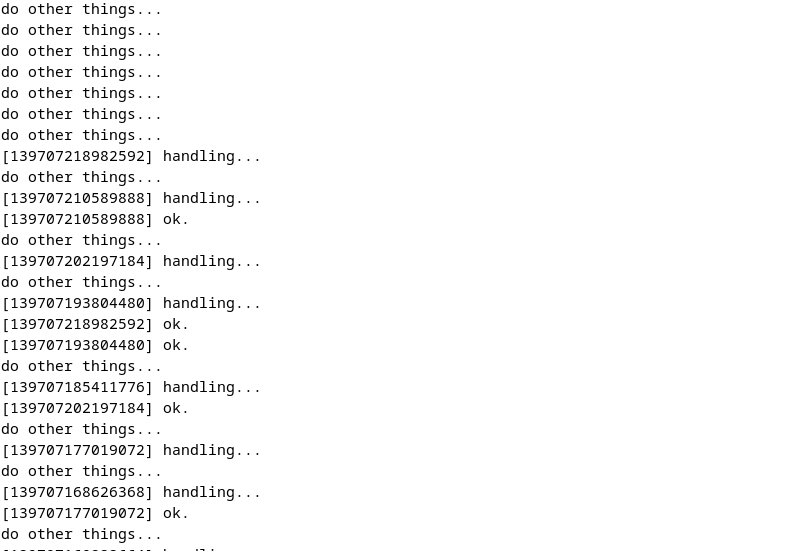 do other things...
do other things...
do other things...
do other things...
do other things...
do other things...
do other things...
[139707218982592] handling...
do other things...
[139707210589888] handling...
[139707210589888] ok.
do other things...
[139707202197184] handling...
do other things...
[139707193804480] handling...
[139707218982592] ok.
[139707193804480] ok.
do other things...
[139707185411776] handling...
[139707202197184] ok.
do other things...
[139707177019072] handling...
do other things...
[139707168626368] handling...
[139707177019072] ok.
do other things...